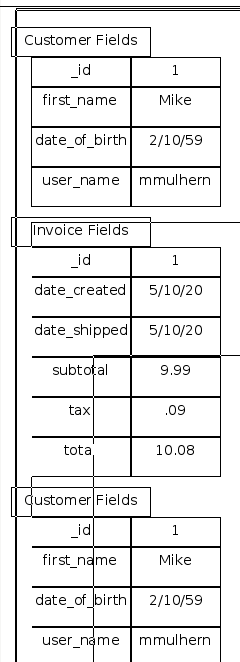 Customer Fields
_id 1
first_name Mike
date_of_birth 2/10/59
user_name mmulhern
Invoice Fields
_id 1
date_created 5/10/20
date_shipped 5/10/20
subtotal 9.99
tax .09
tota 10.08
Customer Fields
_id 1
first_name Mike
date_of_birth 2/10/59
user_name mmulhern